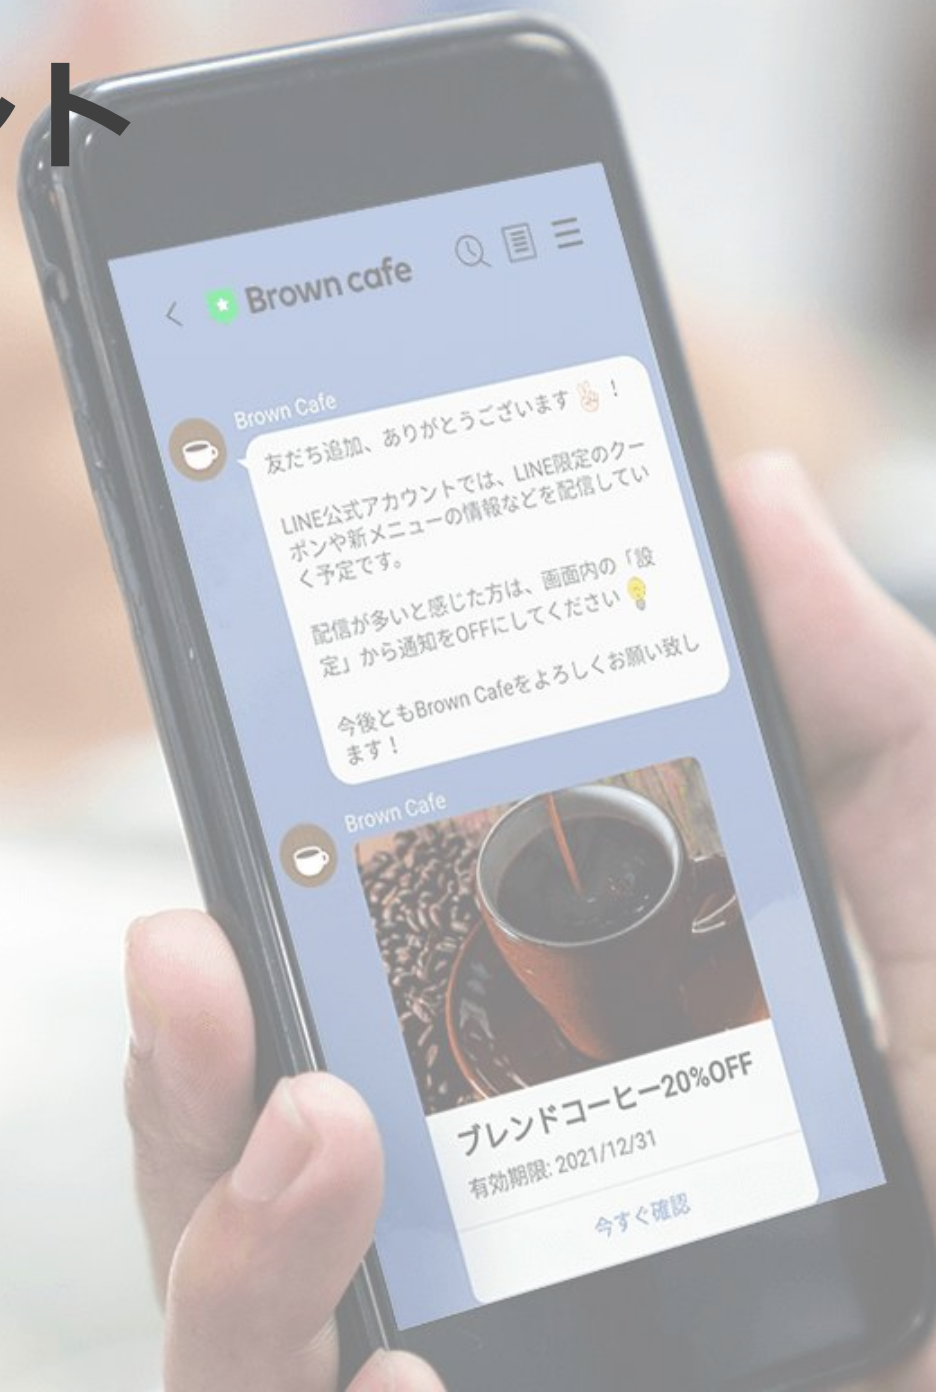 ント
Brown cafe
Brown Cafe
友だち追加、ありがとうございます✌️！
LINE公式アカウントでは、LINE限定のクー
ポンや新メニューの情報などを配信してい
く予定です。
配信が多いと感じた方は、画面内の「設
定」から通知をOFFにしてください💡
今後ともBrown Cafeをよろしくお願い致し
ます！
Brown Cafe
ブレンドコーヒー20%OFF
有効期限: 2021/12/31
今すぐ確認